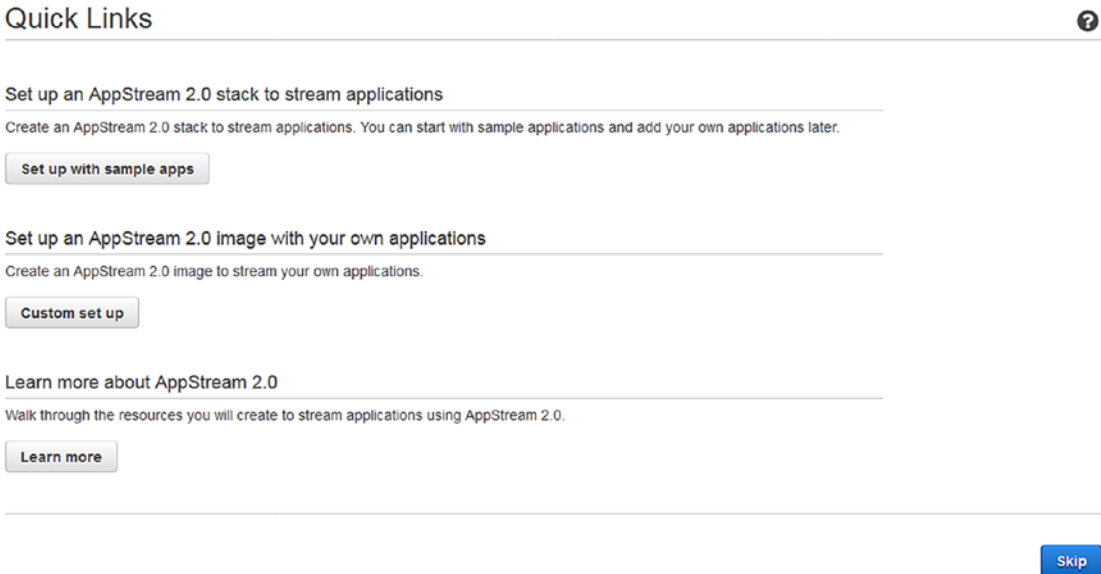 Quick Links
?
Set up an AppStream 2.0 stack to stream applications
Create an AppStream 2.0 stack to stream applications. You can start with sample applications and add your own applications later.
Set up with sample apps
Set up an AppStream 2.0 image with your own applications
Create an AppStream 2.0 image to stream your own applications.
Custom set up
Learn more about AppStream 2.0
Walk through the resources you will create to stream applications using AppStream 2.0.
Learn more
Skip